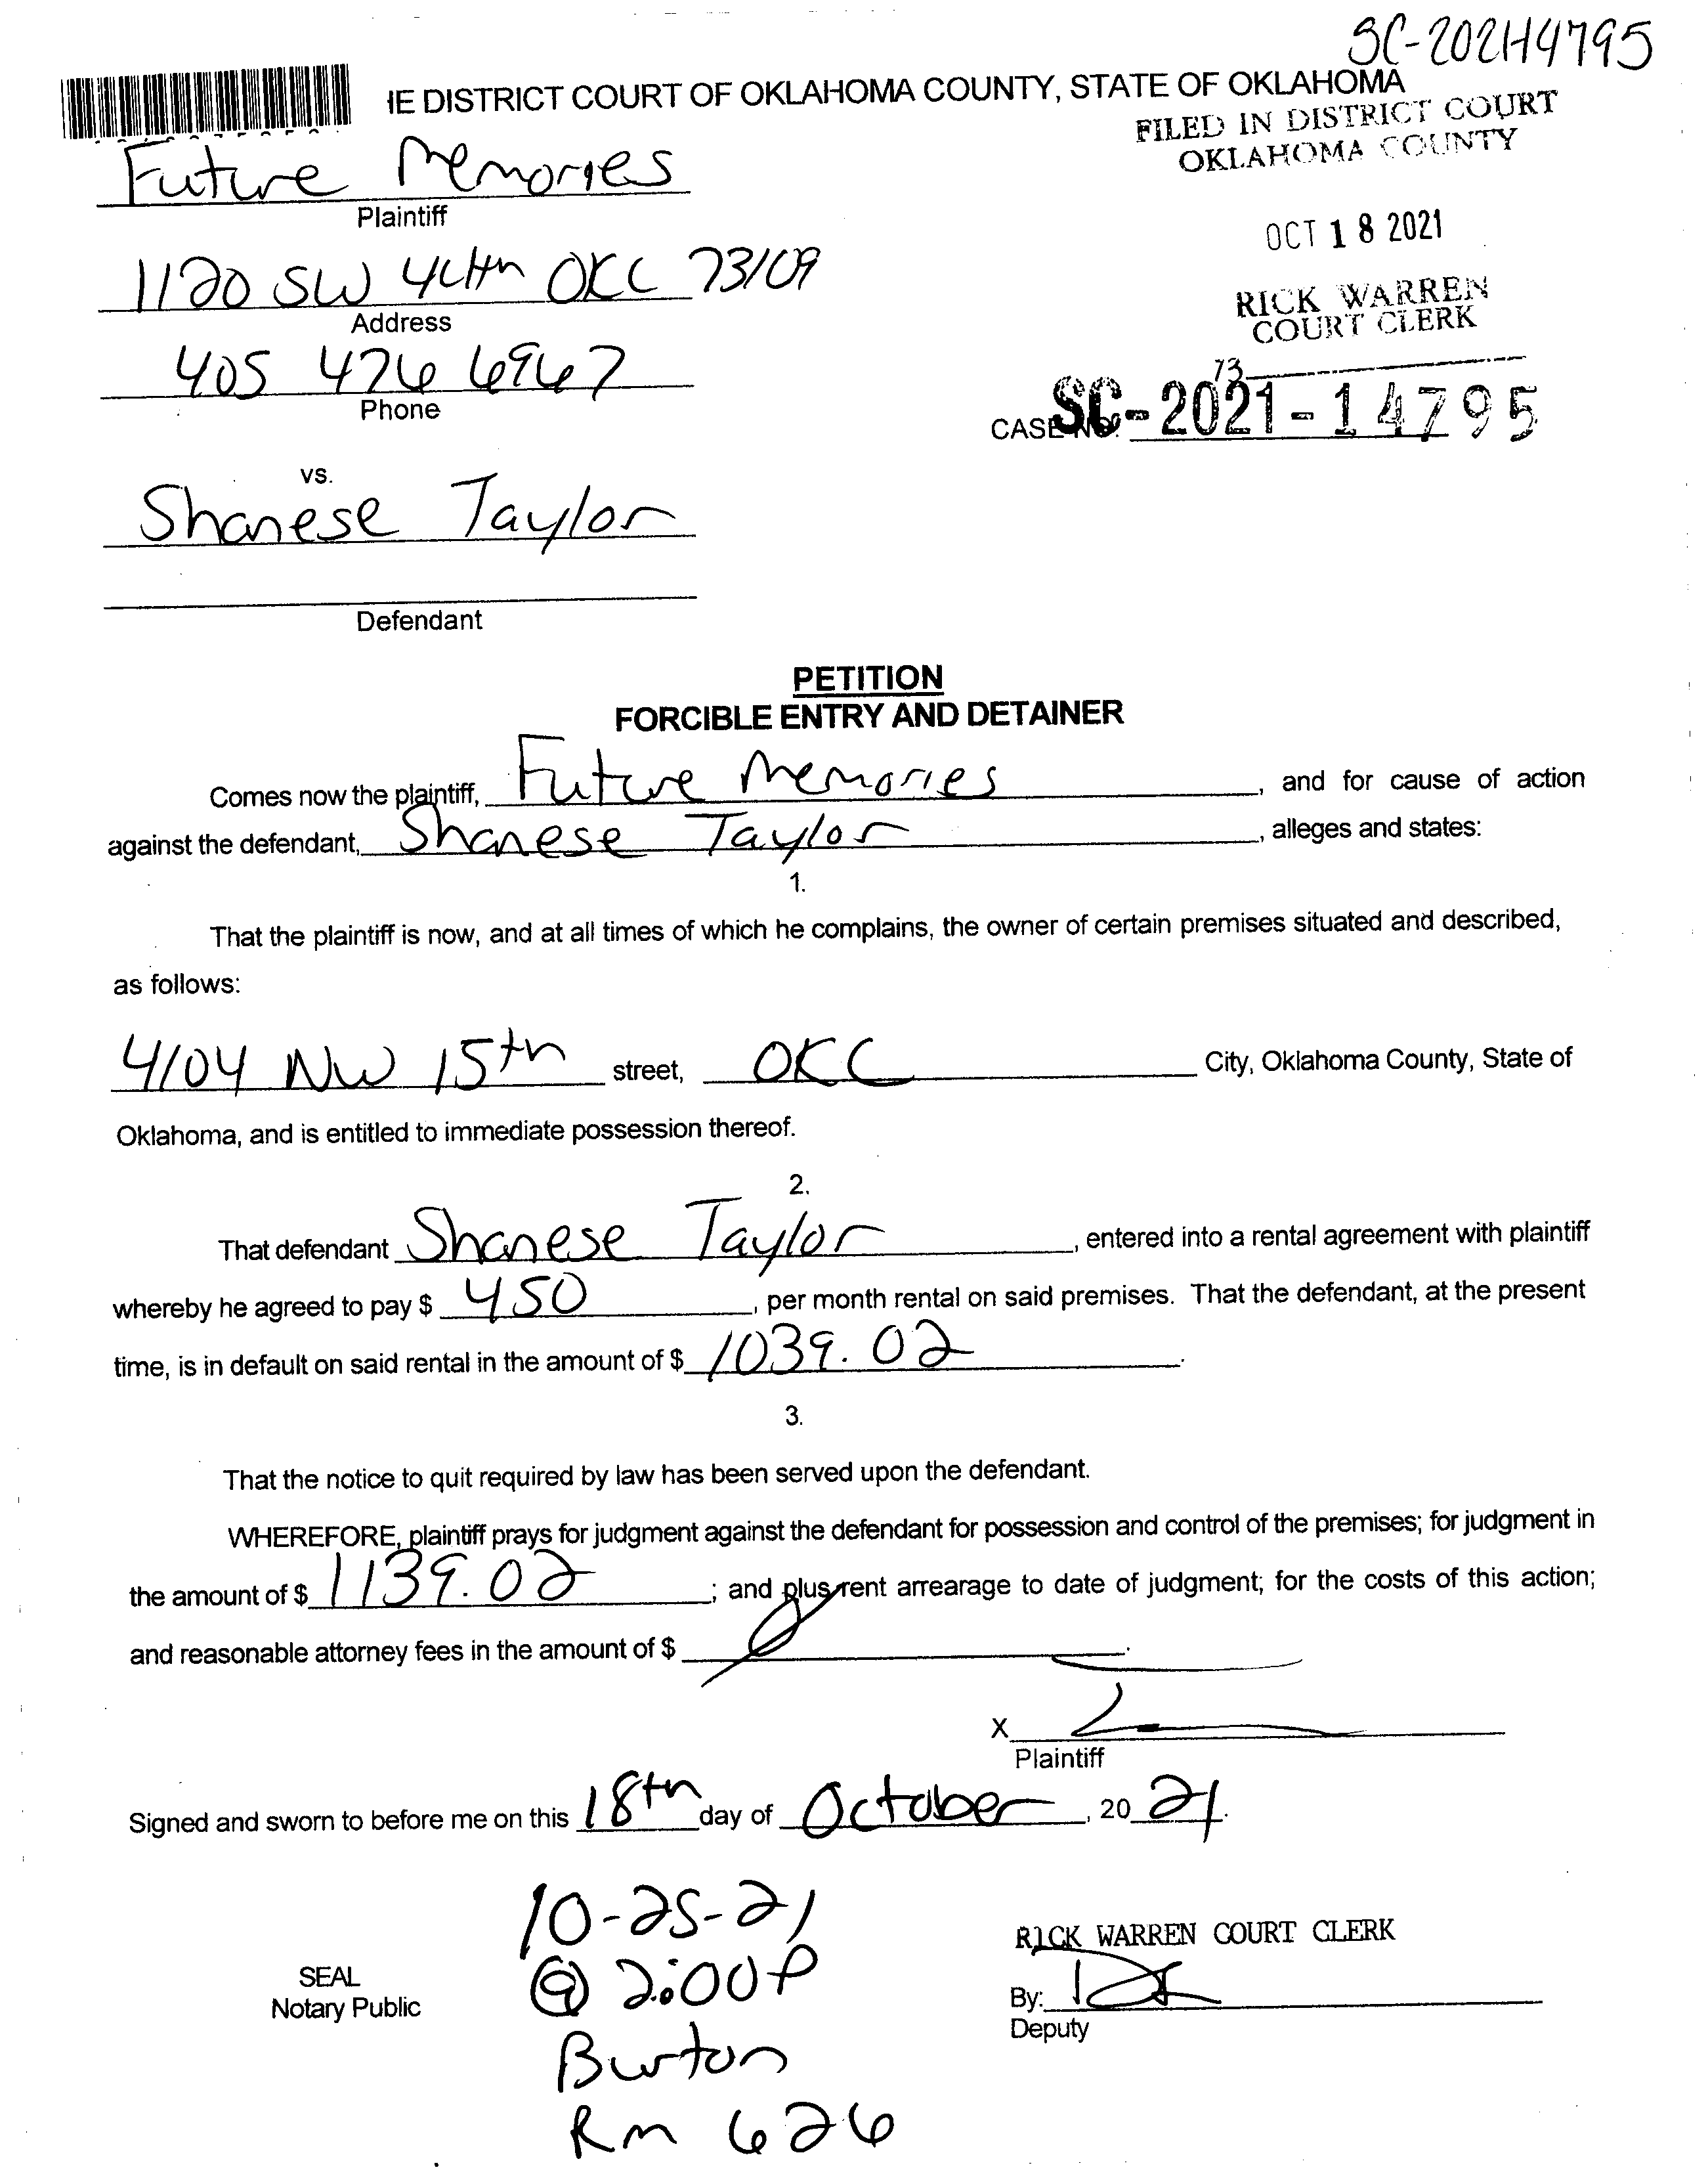 SC-2021-14795
IE DISTRICT COURT OF OKLAHOMA COUNTY, STATE OF OKLAHOMA
FILED IN DISTRICT COURT
OKLAHOMA COUNTY
Future Memories
Plaintiff
OCT 18 2021
1120 SW 44th OKC 73109
Address
RICK WARREN
COURT CLERK
405 476 6967
Phone
73
CASE NO. SC-2021-14795
vs.
Shanese Taylor
Defendant
PETITION
FORCIBLE ENTRY AND DETAINER
Comes now the plaintiff, Future Memories, and for cause of action
against the defendant, Shanese Taylor, alleges and states:
1.
That the plaintiff is now, and at all times of which he complains, the owner of certain premises situated and described,
as follows:
4104 NW 15th street, OKC City, Oklahoma County, State of
Oklahoma, and is entitled to immediate possession thereof.
2.
That defendant Shanese Taylor, entered into a rental agreement with plaintiff
whereby he agreed to pay $ 450, per month rental on said premises. That the defendant, at the present
time, is in default on said rental in the amount of $ 1039.02.
3.
That the notice to quit required by law has been served upon the defendant.
WHEREFORE, plaintiff prays for judgment against the defendant for possession and control of the premises; for judgment in
the amount of $ 1139.02; and plus rent arrearage to date of judgment; for the costs of this action;
and reasonable attorney fees in the amount of $
X
Plaintiff
Signed and sworn to before me on this 18th day of October, 20 21.
10-25-21
@ 2:00P
Burton
Rm 626
SEAL
Notary Public
RICK WARREN COURT CLERK
By:
Deputy